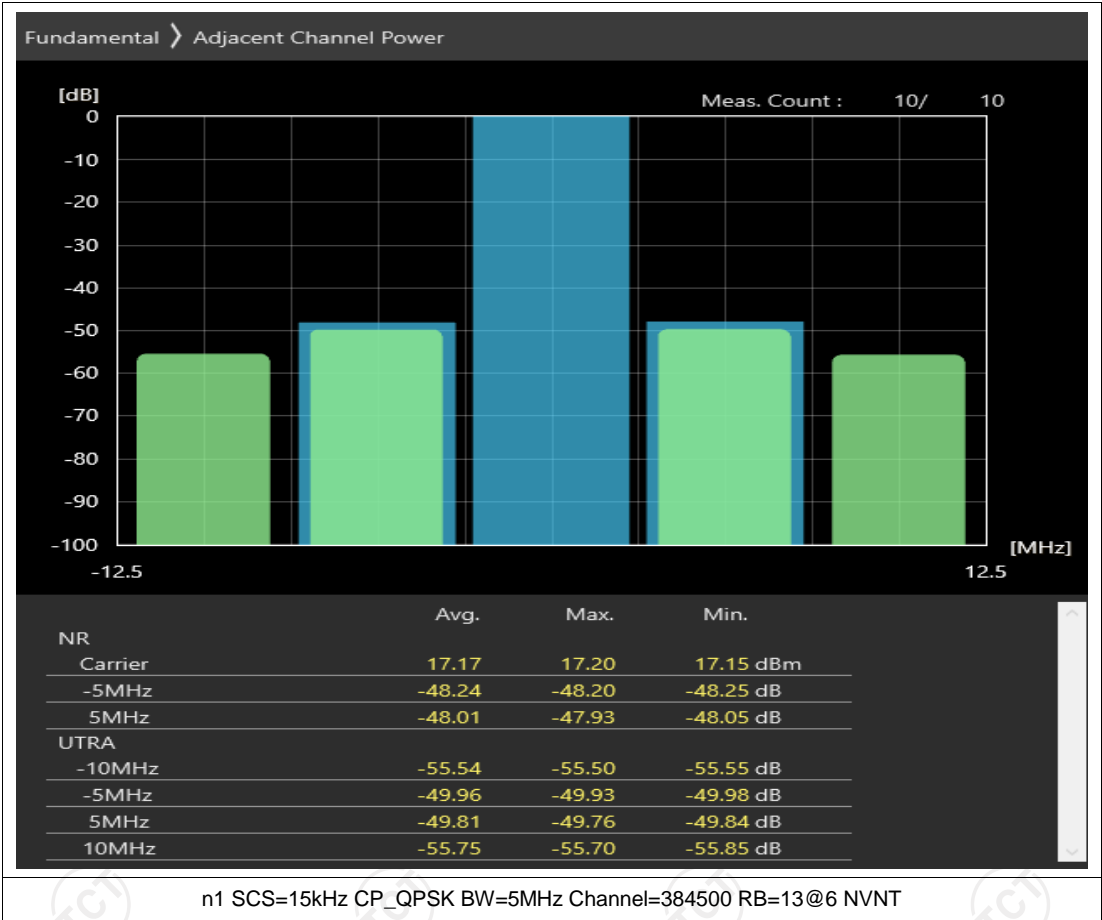 Fundamental ❯ Adjacent Channel Power
[dB]
Meas. Count : 10/ 10
0
-10
-20
-30
-40
-50
-60
-70
-80
-90
-100
[MHz]
-12.5 12.5
Avg. Max. Min.
NR
Carrier 17.17 17.20 17.15 dBm
-5MHz -48.24 -48.20 -48.25 dB
5MHz -48.01 -47.93 -48.05 dB
UTRA
-10MHz -55.54 -55.50 -55.55 dB
-5MHz -49.96 -49.93 -49.98 dB
5MHz -49.81 -49.76 -49.84 dB
10MHz -55.75 -55.70 -55.85 dB
n1 SCS=15kHz CP_QPSK BW=5MHz Channel=384500 RB=13@6 NVNT
TCT TCT TCT TCT TCT